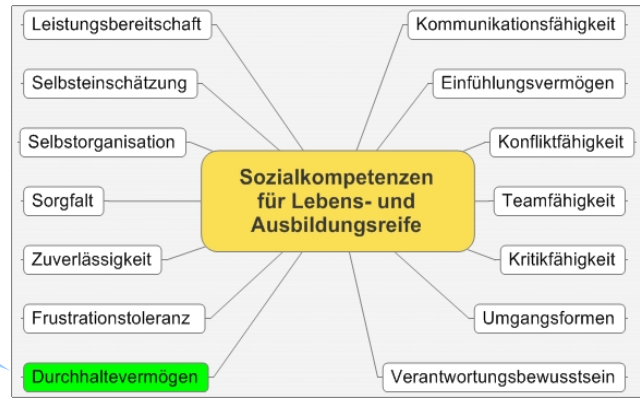 Leistungsbereitschaft
Selbsteinschätzung
Selbstorganisation
Sorgfalt
Zuverlässigkeit
Frustrationstoleranz
Durchhaltevermögen
Sozialkompetenzen
für Lebens- und
Ausbildungsreife
Kommunikationsfähigkeit
Einfühlungsvermögen
Konfliktfähigkeit
Teamfähigkeit
Kritikfähigkeit
Umgangsformen
Verantwortungsbewusstsein